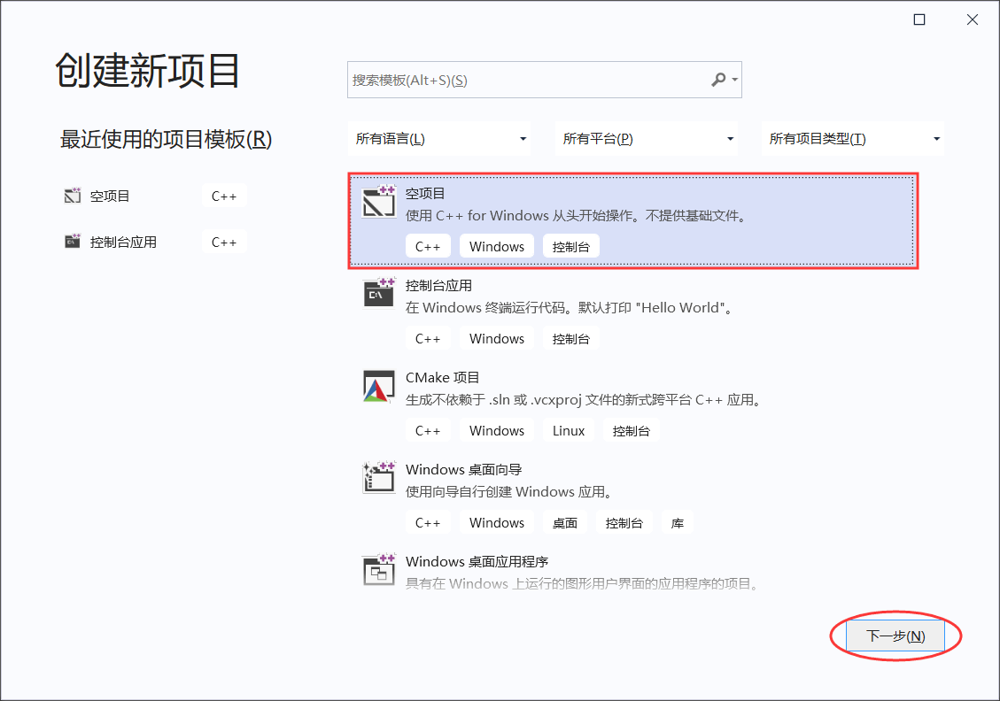 创建新项目
搜索模板(Alt+S)(S)
最近使用的项目模板(R)
所有语言(L)
所有平台(P)
所有项目类型(T)
空项目
C++
控制台应用
C++
空项目
使用 C++ for Windows 从头开始操作。不提供基础文件。
C++ Windows 控制台
控制台应用
在 Windows 终端运行代码。默认打印 "Hello World"。
C++ Windows 控制台
CMake 项目
生成不依赖于 .sln 或 .vcxproj 文件的新式跨平台 C++ 应用。
C++ Windows Linux 控制台
Windows 桌面向导
使用向导自行创建 Windows 应用。
C++ Windows 桌面 控制台 库
Windows 桌面应用程序
具有在 Windows 上运行的图形用户界面的应用程序的项目。
下一步(N)